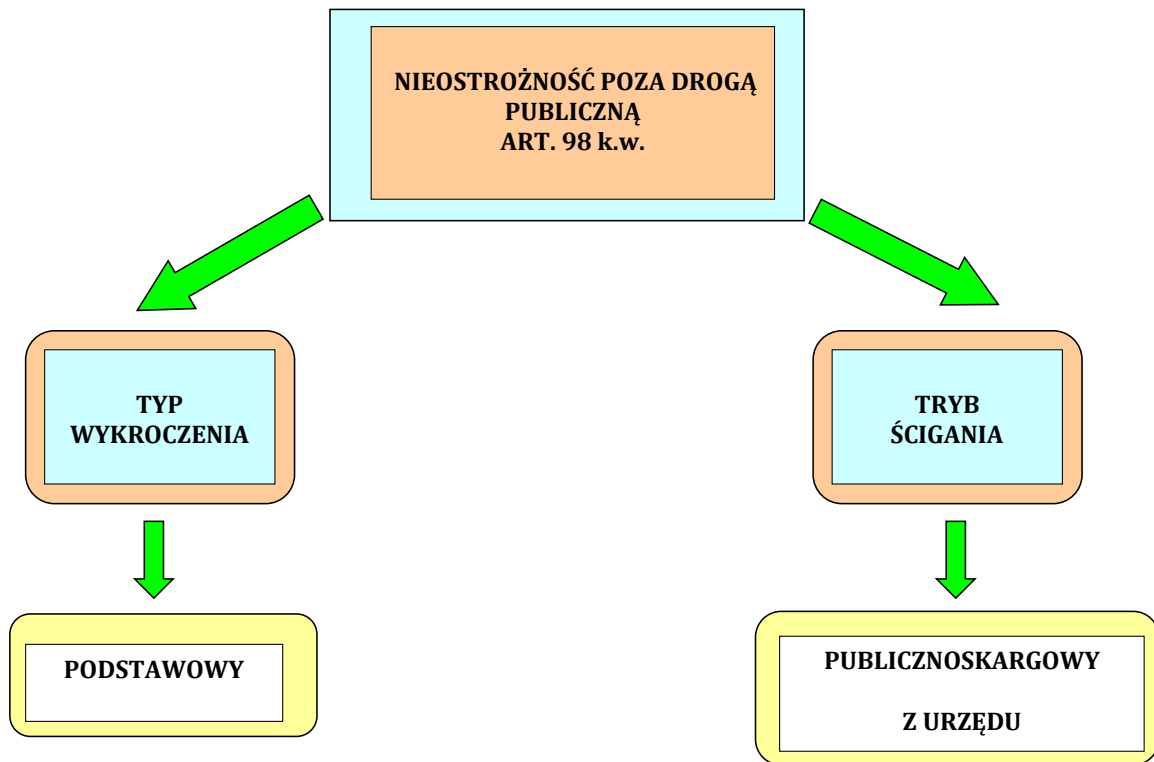 NIEOSTROŻNOŚĆ POZA DROGĄ
PUBLICZNĄ
ART. 98 k.w.
TYP
WYKROCZENIA
TRYB
ŚCIGANIA
PODSTAWOWY
PUBLICZNOSKARGOWY
Z URZĘDU